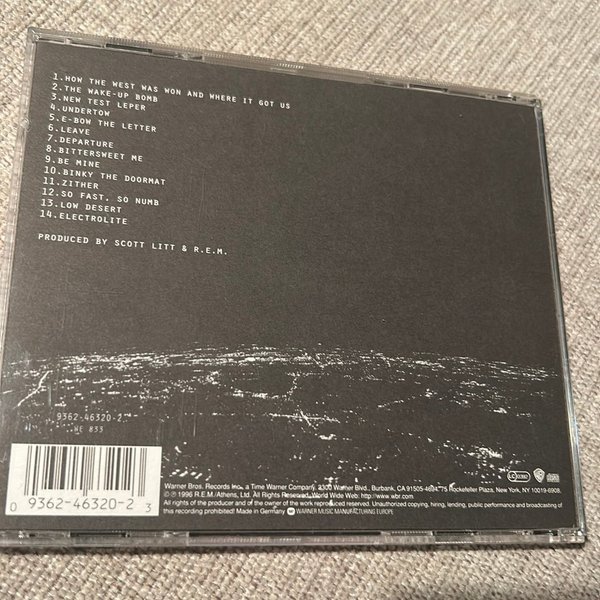 1.HOW THE WEST WAS WON AND WHERE IT GOT US
2.THE WAKE-UP BOMB
3.NEW TEST LEPER
4.UNDERTOW
5.E-BOW THE LETTER
6.LEAVE
7.DEPARTURE
8.BITTERSWEET ME
9.BE MINE
10.BINKY THE DOORMAT
11.ZITHER
12.SO FAST, SO NUMB
13.LOW DESERT
14.ELECTROLITE
PRODUCED BY SCOTT LITT & R.E.M.
9362-46320-2
WE 833
0 9362-46320-2 3
Warner Bros. Records Inc., a Time Warner Company, 3300 Warner Blvd., Burbank, CA 91505-4694. 75 Rockefeller Plaza, New York, NY 10019-6908.
© ℗ 1996 R.E.M./Athens, Ltd. All Rights Reserved. World Wide Web: http://www.wbr.com
All rights of the producer and of the owner of the work reproduced reserved. Unauthorized copying, hiring, lending, public performance and broadcasting of
this recording prohibited! Made in Germany WARNER MUSIC MANUFACTURING EUROPE.